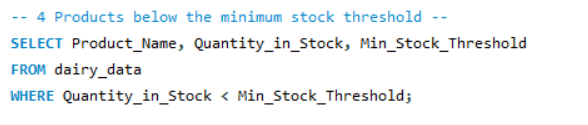 -- 4 Products below the minimum stock threshold --
SELECT Product_Name, Quantity_in_Stock, Min_Stock_Threshold
FROM dairy_data
WHERE Quantity_in_Stock < Min_Stock_Threshold;